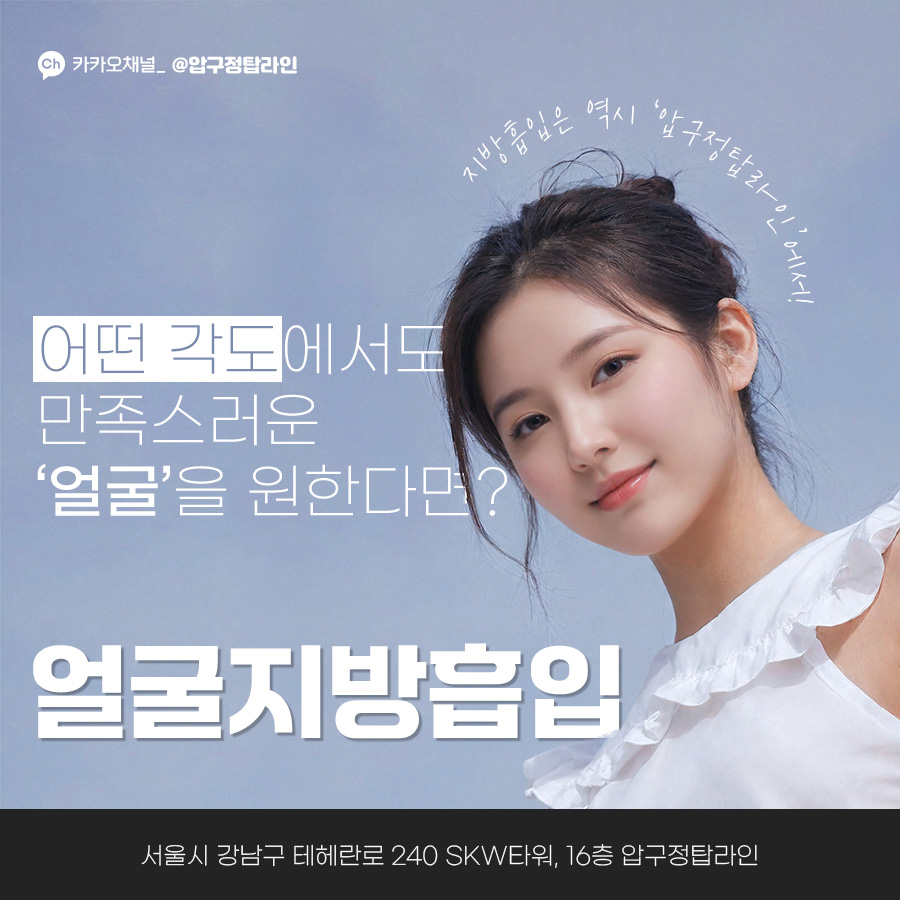 Ch 카카오채널_ @압구정탑라인
지방흡입은 역시 ‘압구정탑라인’에서!
어떤 각도에서도
만족스러운
‘얼굴’을 원한다면?
얼굴지방흡입
서울시 강남구 테헤란로 240 SKW타워, 16층 압구정탑라인